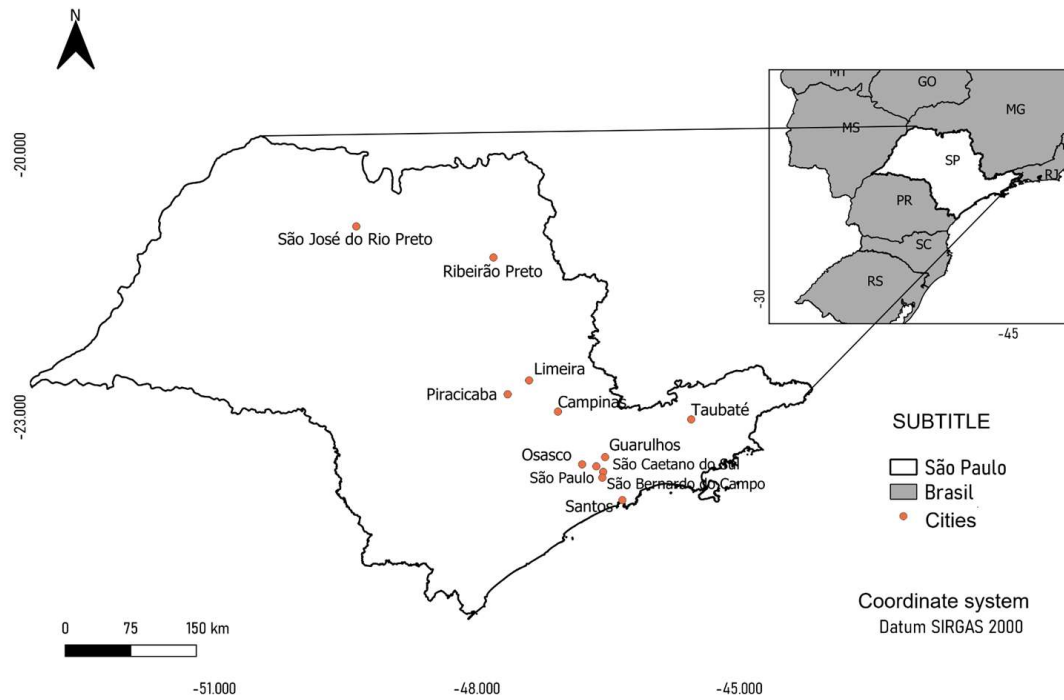 N
-20.000
-23.000
São José do Rio Preto
Ribeirão Preto
Limeira
Piracicaba
Campinas
Taubaté
Guarulhos
Osasco
São Caetano do Sul
São Paulo
São Bernardo do Campo
Santos
MT
GO
MS
MG
SP
RJ
PR
SC
RS
-30
-45
SUBTITLE
São Paulo
Brasil
Cities
Coordinate system
Datum SIRGAS 2000
0 75 150 km
-51.000 -48.000 -45.000